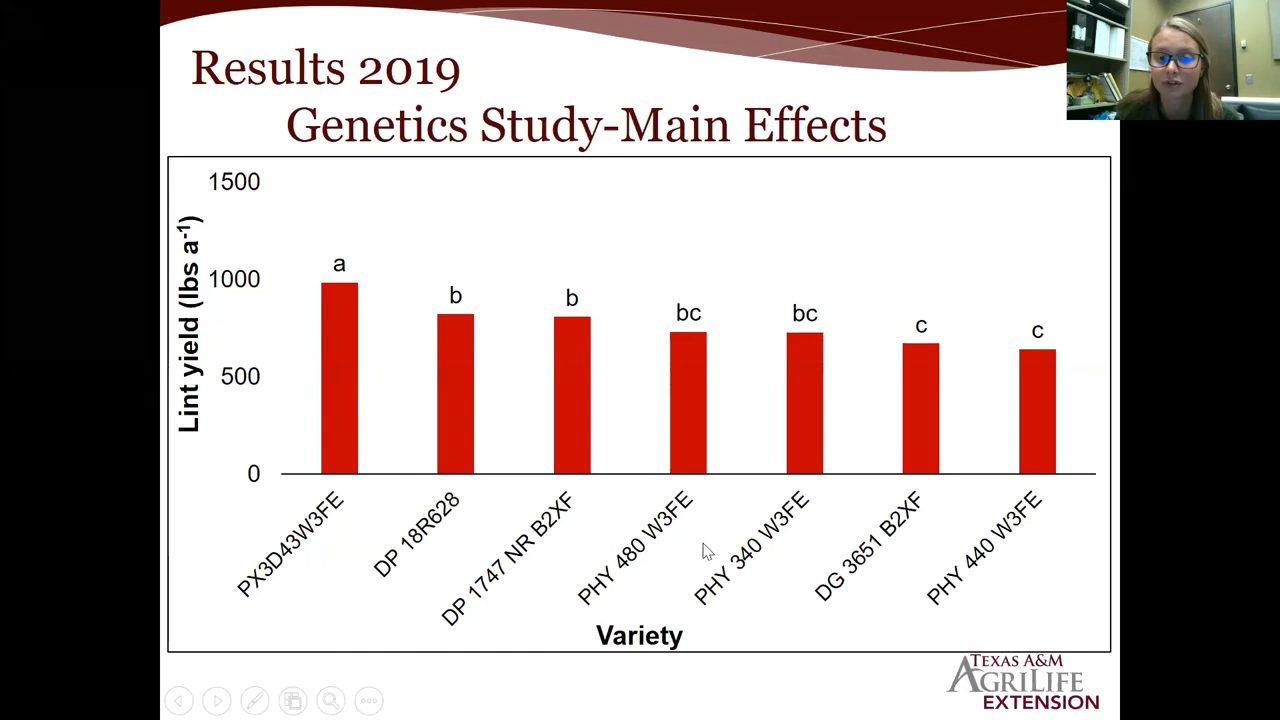 Results 2019
Genetics Study-Main Effects
1500
1000
500
0
Lint yield (lbs a-1)
a
b
b
bc
bc
c
c
PX3D43W3FE
DP 18R628
DP 1747 NR B2XF
PHY 480 W3FE
PHY 340 W3FE
DG 3651 B2XF
PHY 440 W3FE
Variety
TEXAS A&M
AGRILIFE
EXTENSION